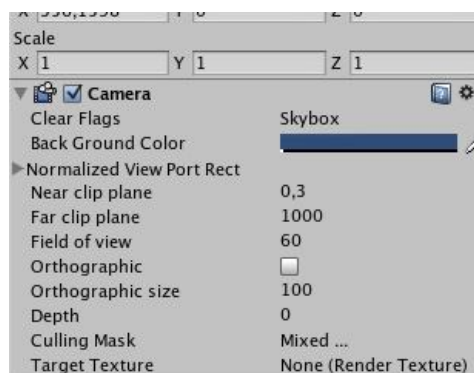 Scale
X 1 Y 1 Z 1
Camera
Clear Flags Skybox
Back Ground Color
Normalized View Port Rect
Near clip plane 0,3
Far clip plane 1000
Field of view 60
Orthographic
Orthographic size 100
Depth 0
Culling Mask Mixed ...
Target Texture None (Render Texture)